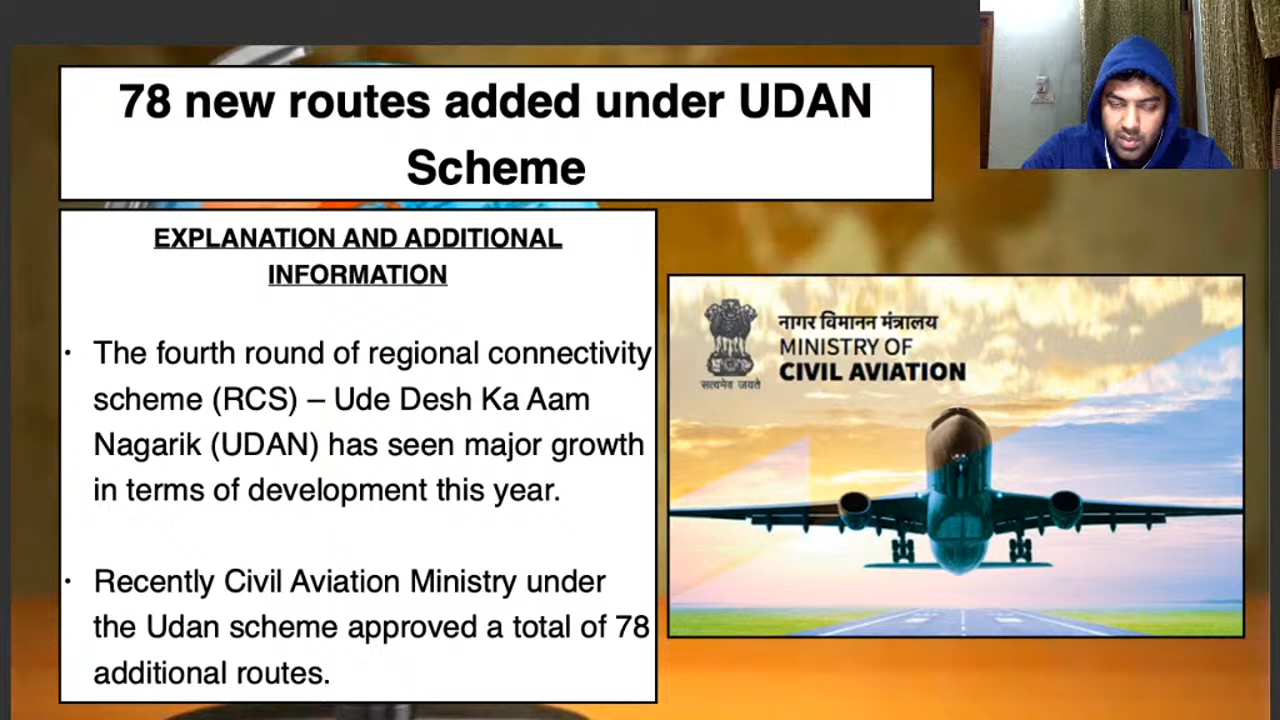 78 new routes added under UDAN
Scheme
EXPLANATION AND ADDITIONAL
INFORMATION
• The fourth round of regional connectivity
scheme (RCS) – Ude Desh Ka Aam
Nagarik (UDAN) has seen major growth
in terms of development this year.
• Recently Civil Aviation Ministry under
the Udan scheme approved a total of 78
additional routes.
नागर विमानन मंत्रालय
MINISTRY OF
CIVIL AVIATION
सत्यमेव जयते